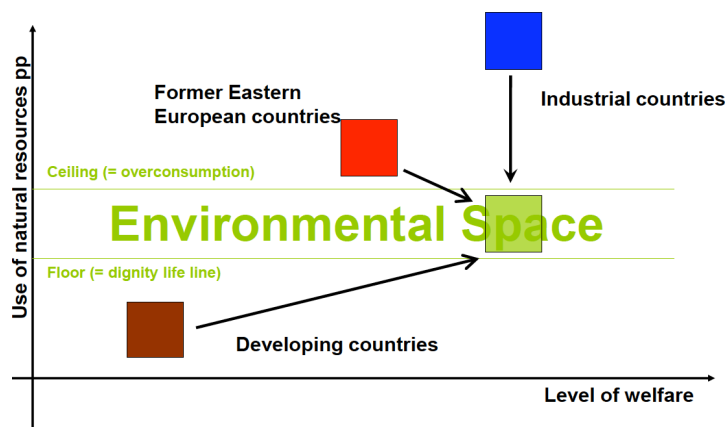 Use of natural resources pp
Former Eastern
European countries
Industrial countries
Ceiling (= overconsumption)
Environmental Space
Floor (= dignity life line)
Developing countries
Level of welfare